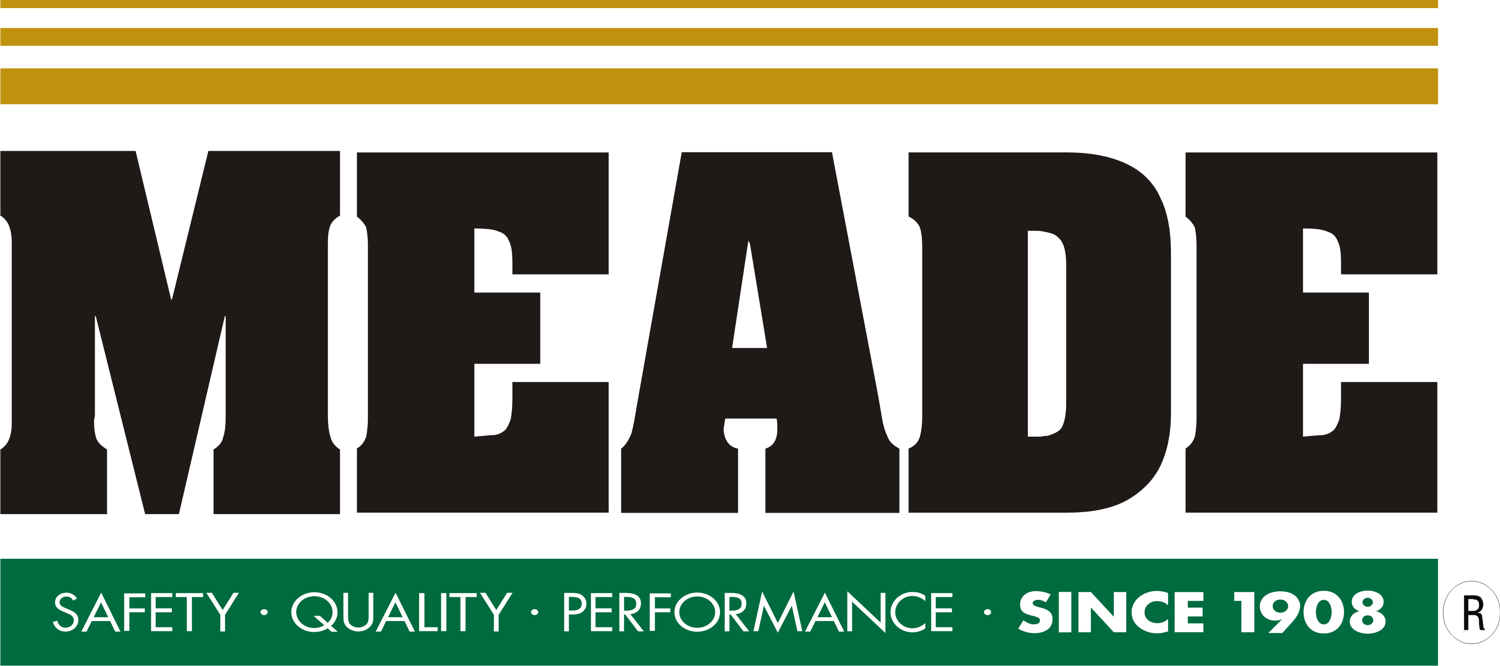 MEADE
SAFETY · QUALITY · PERFORMANCE · SINCE 1908 ®